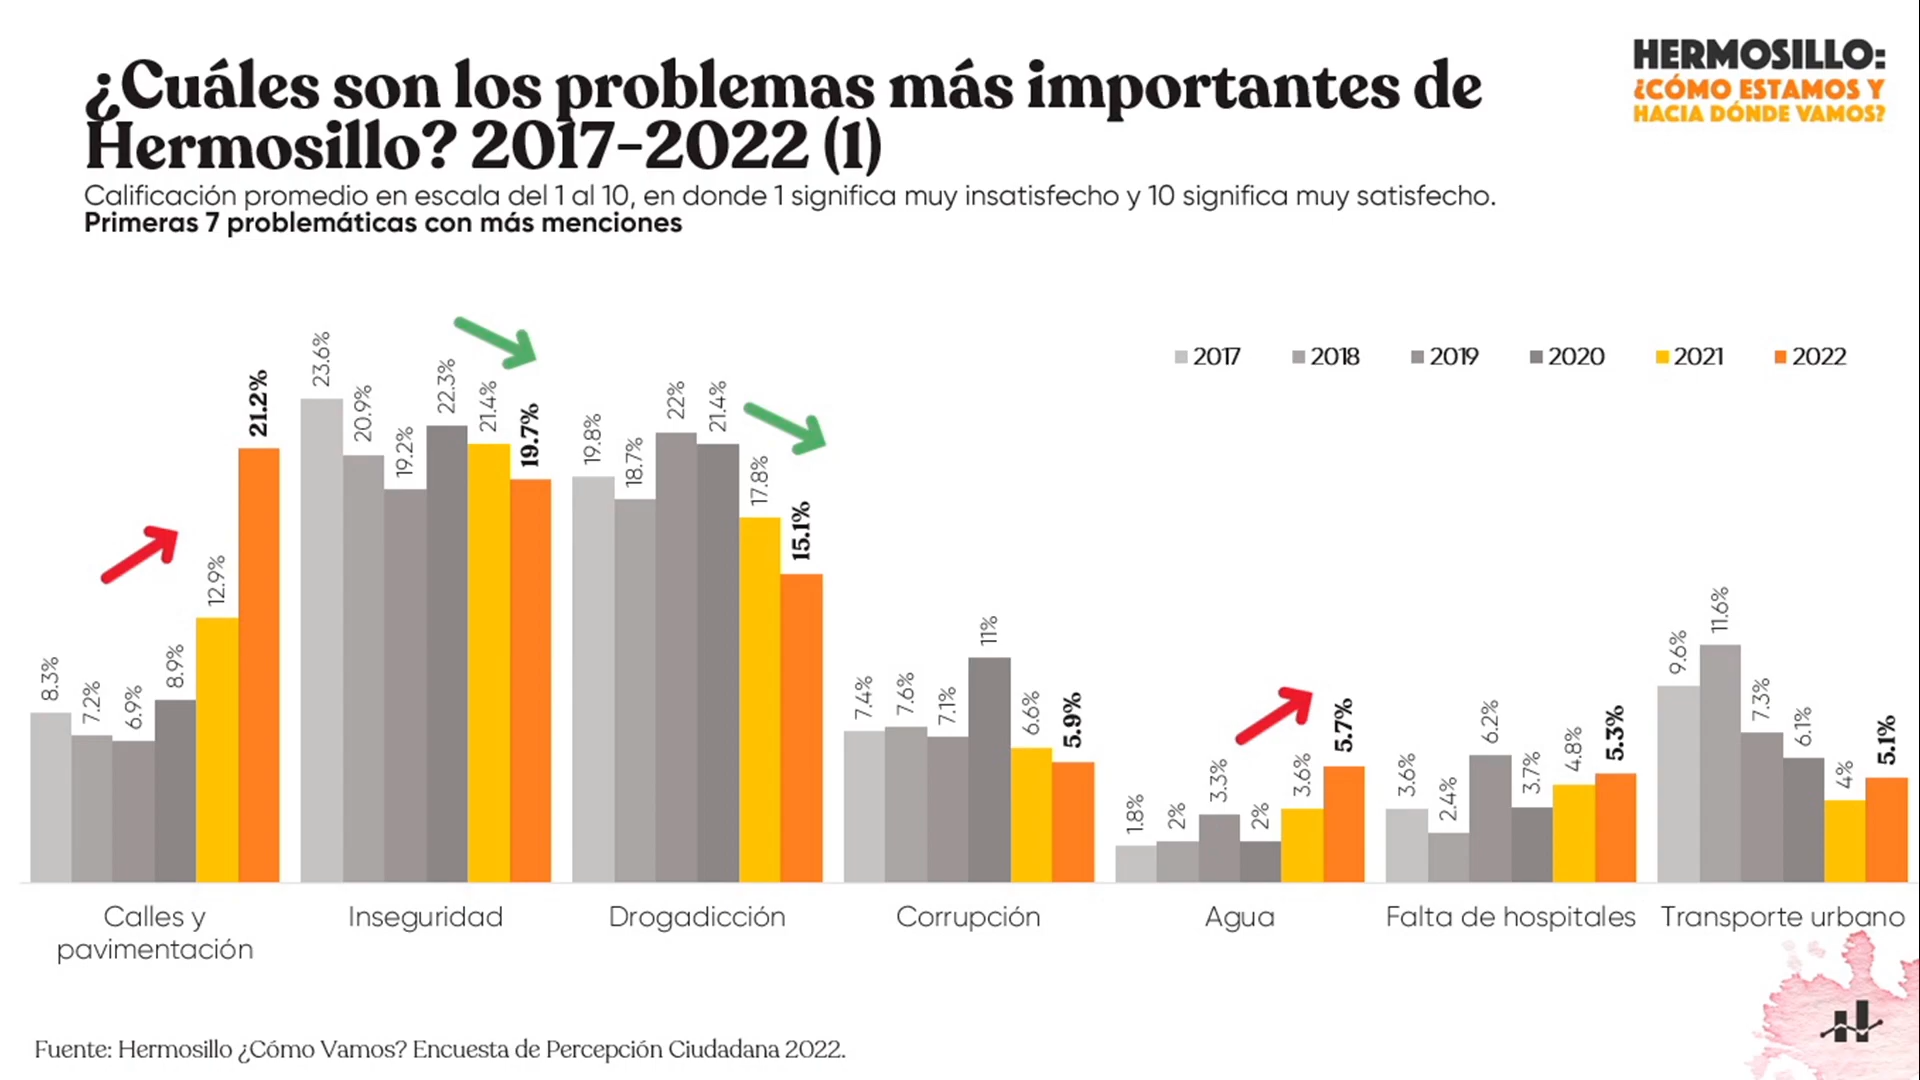 ¿Cuáles son los problemas más importantes de
Hermosillo? 2017-2022 (1)
Calificación promedio en escala del 1 al 10, en donde 1 significa muy insatisfecho y 10 significa muy satisfecho.
Primeras 7 problemáticas con más menciones
HERMOSILLO:
¿CÓMO ESTAMOS Y
HACIA DÓNDE VAMOS?
2017 2018 2019 2020 2021 2022
8.3% 7.2% 6.9% 8.9% 12.9% 21.2%
23.6% 20.9% 19.2% 22.3% 21.4% 19.7%
19.8% 18.7% 22% 21.4% 17.8% 15.1%
7.4% 7.6% 7.1% 11% 6.6% 5.9%
1.8% 2% 3.3% 2% 3.6% 5.7%
3.6% 2.4% 6.2% 3.7% 4.8% 5.3%
9.6% 11.6% 7.3% 6.1% 4% 5.1%
Calles y
pavimentación
Inseguridad
Drogadicción
Corrupción
Agua
Falta de hospitales
Transporte urbano
Fuente: Hermosillo ¿Cómo Vamos? Encuesta de Percepción Ciudadana 2022.